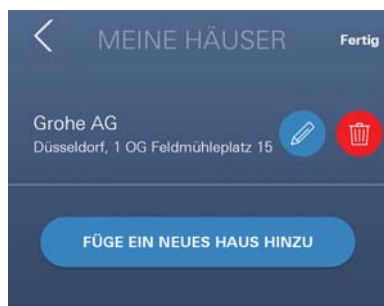 MEINE HÄUSER Fertig
Grohe AG
Düsseldorf, 1 OG Feldmühleplatz 15
FÜGE EIN NEUES HAUS HINZU